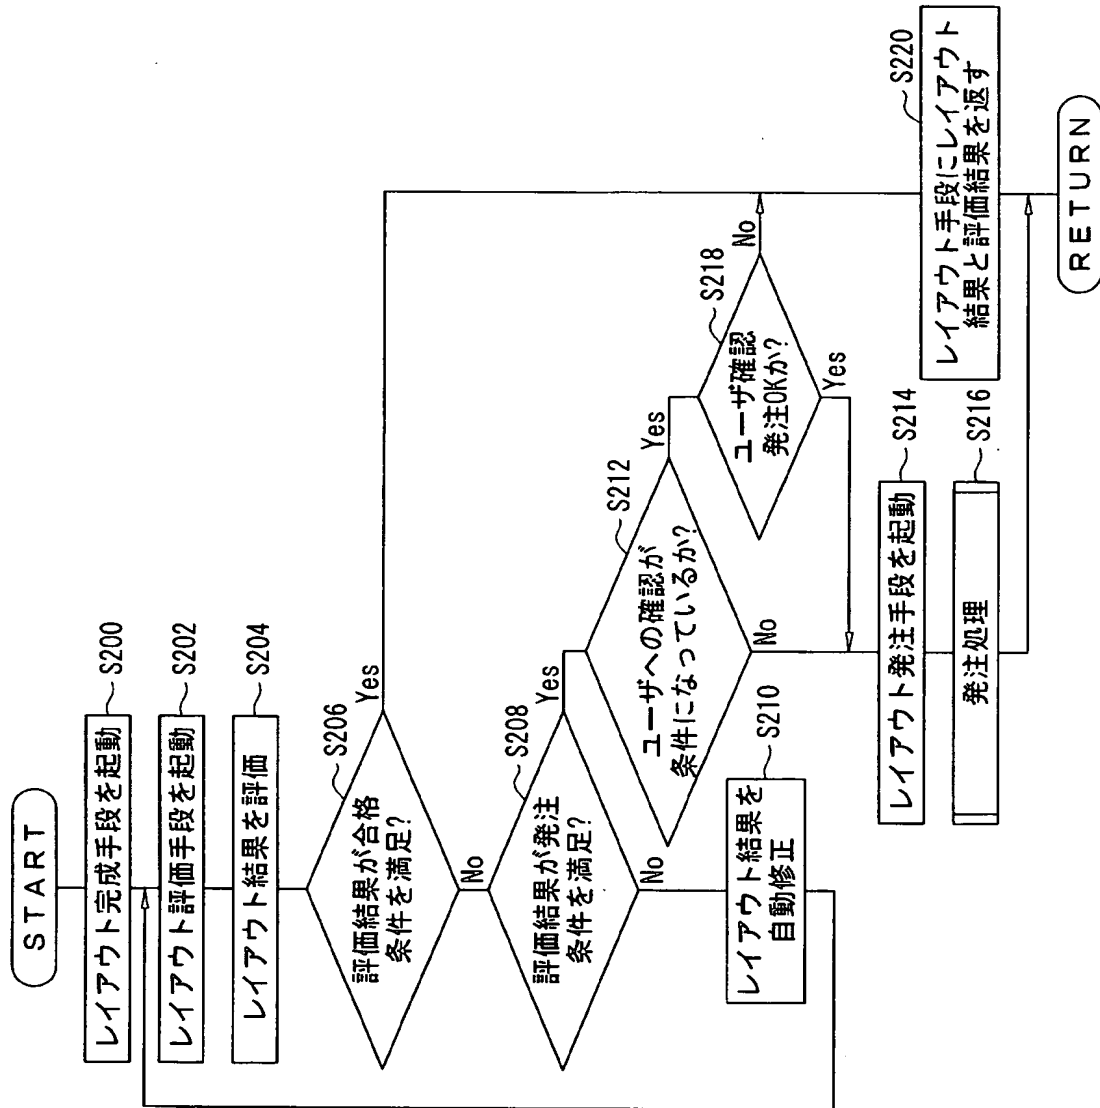 START
レイアウト完成手段を起動
S200
レイアウト評価手段を起動
S202
レイアウト結果を評価
S204
評価結果が合格
条件を満足?
S206
Yes
No
評価結果が発注
条件を満足?
S208
Yes
No
レイアウト結果を
自動修正
S210
ユーザへの確認が
条件になっているか?
S212
Yes
No
ユーザ確認
発注OKか?
S218
No
Yes
レイアウト発注手段を起動
S214
発注処理
S216
レイアウト手段にレイアウト
結果と評価結果を返す
S220
RETURN